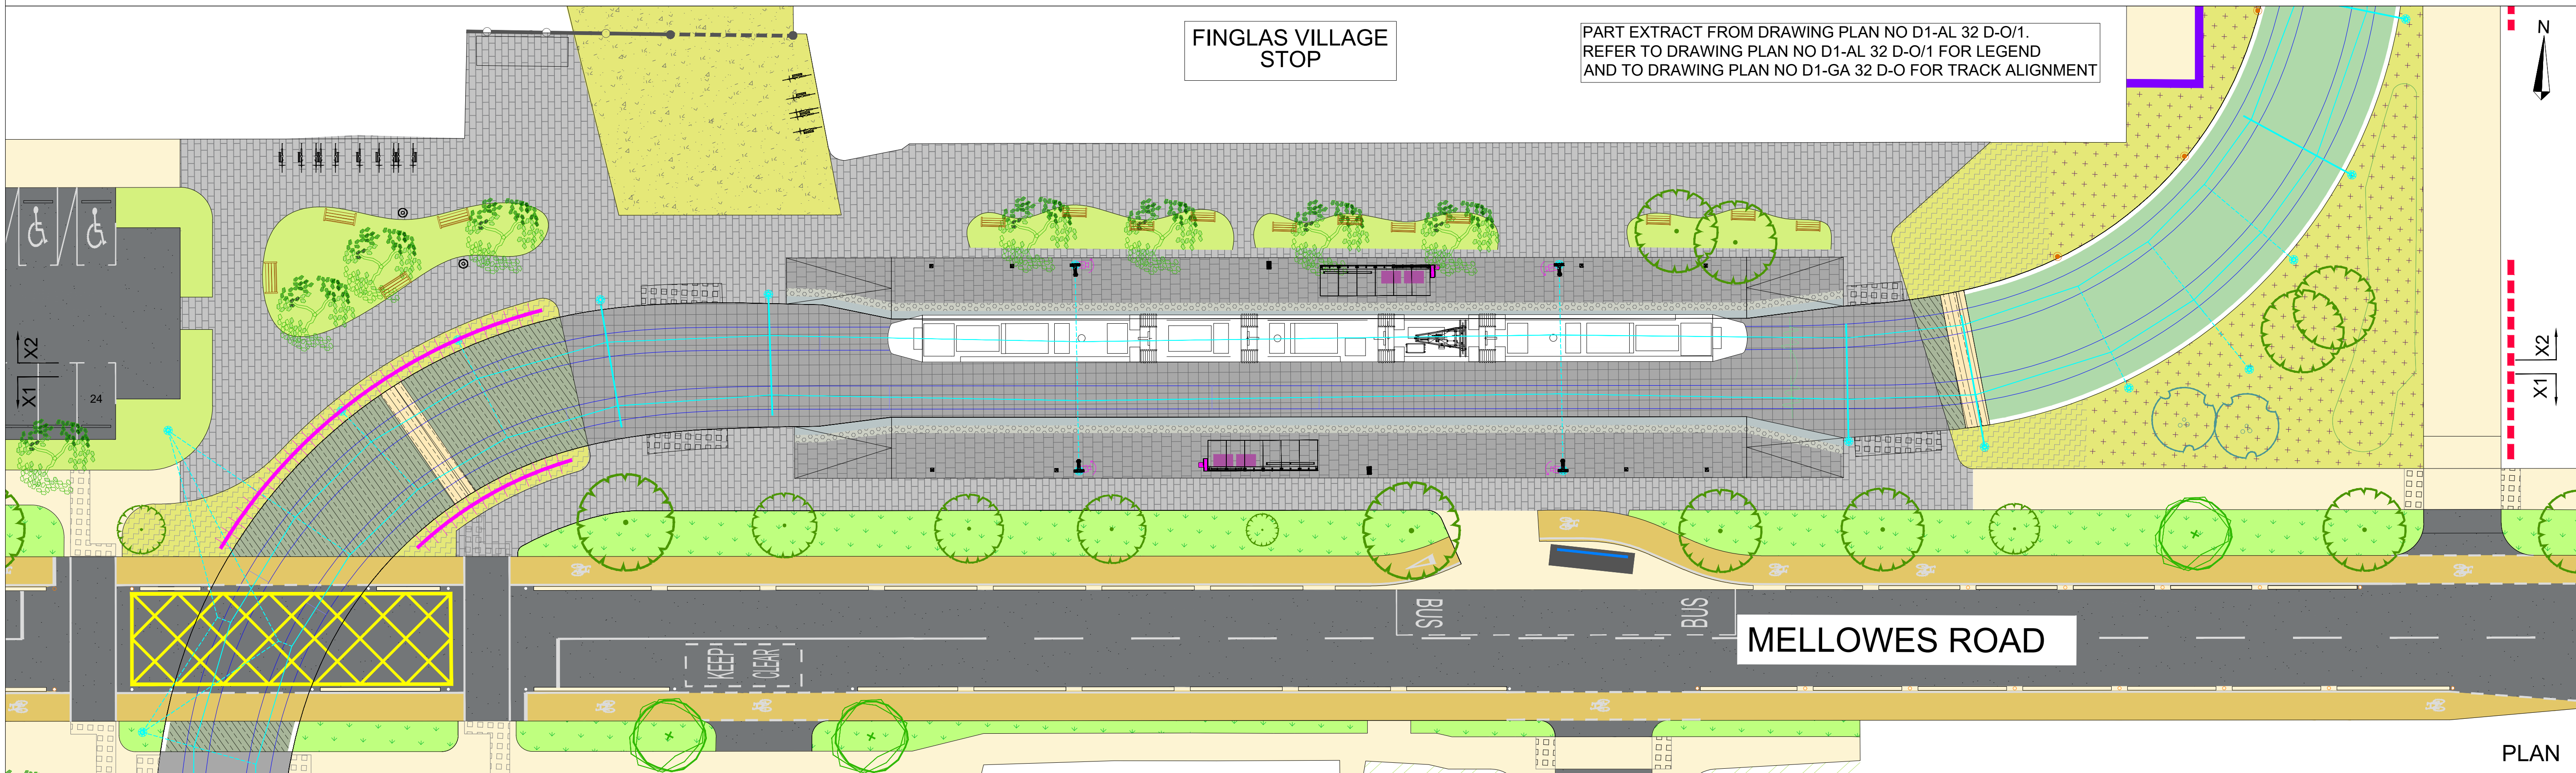 FINGLAS VILLAGE
STOP
PART EXTRACT FROM DRAWING PLAN NO D1-AL 32 D-O/1.
REFER TO DRAWING PLAN NO D1-AL 32 D-O/1 FOR LEGEND
AND TO DRAWING PLAN NO D1-GA 32 D-O FOR TRACK ALIGNMENT
N
X2
X1
24
X2
X1
BUS
BUS
KEEP
CLEAR
MELLOWES ROAD
PLAN